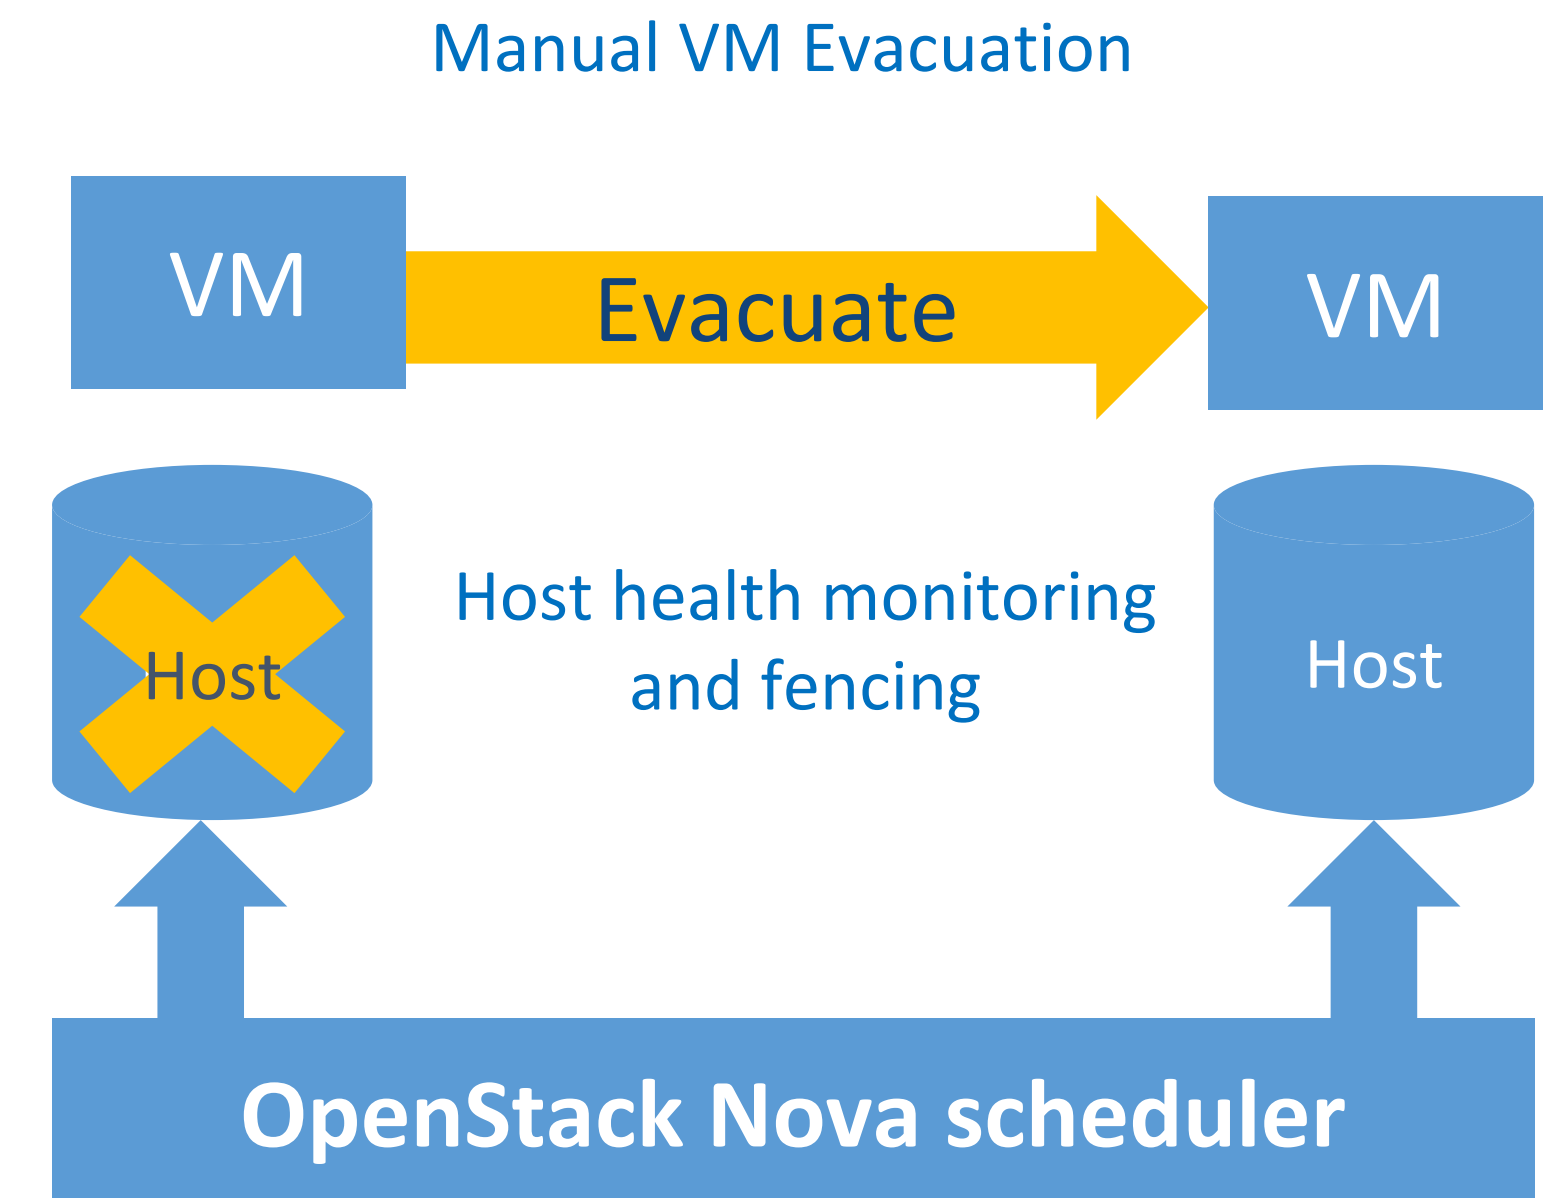 Manual VM Evacuation
VM
Evacuate
VM
Host health monitoring
and fencing
Host
Host
OpenStack Nova scheduler